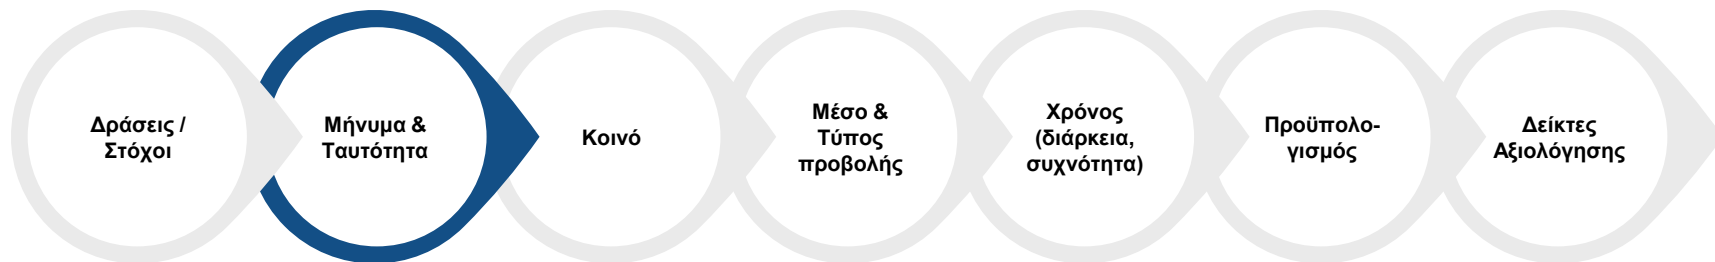 Δράσεις /
Στόχοι
Μήνυμα &
Ταυτότητα
Κοινό
Μέσο &
Τύπος
προβολής
Χρόνος
(διάρκεια,
συχνότητα)
Προϋπολο-
γισμός
Δείκτες
Αξιολόγησης